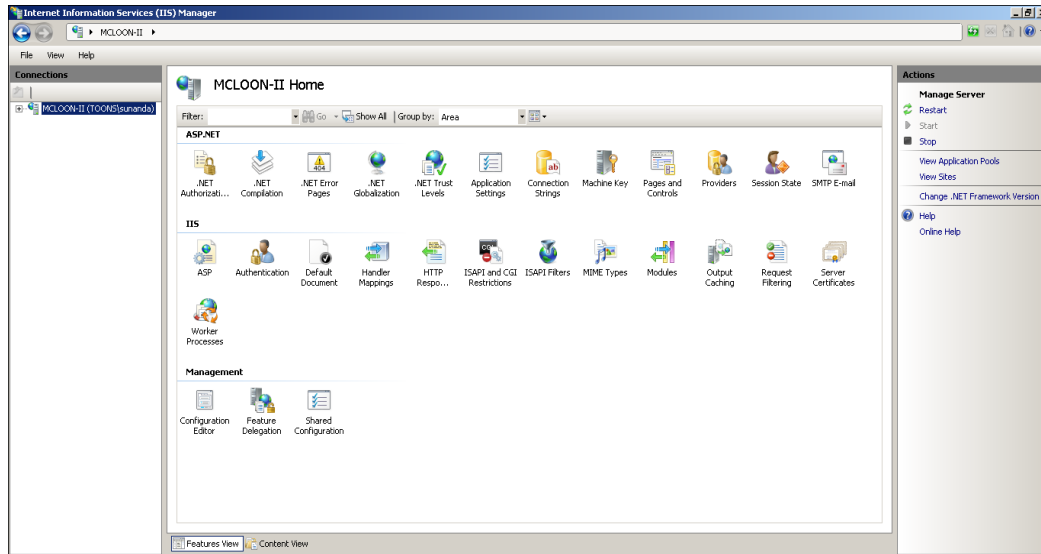 Internet Information Services (IIS) Manager
MCLOON-II
File View Help
Connections
MCLOON-II (TOONS\sunanda)
MCLOON-II Home
Filter: Go Show All Group by: Area
ASP.NET
.NET Authorizati...
.NET Compilation
.NET Error Pages
.NET Globalization
.NET Trust Levels
Application Settings
Connection Strings
Machine Key
Pages and Controls
Providers
Session State
SMTP E-mail
IIS
ASP
Authentication
Default Document
Handler Mappings
HTTP Respo...
ISAPI and CGI Restrictions
ISAPI Filters
MIME Types
Modules
Output Caching
Request Filtering
Server Certificates
Worker Processes
Management
Configuration Editor
Feature Delegation
Shared Configuration
Features View Content View
Actions
Manage Server
Restart
Start
Stop
View Application Pools
View Sites
Change .NET Framework Version
Help
Online Help